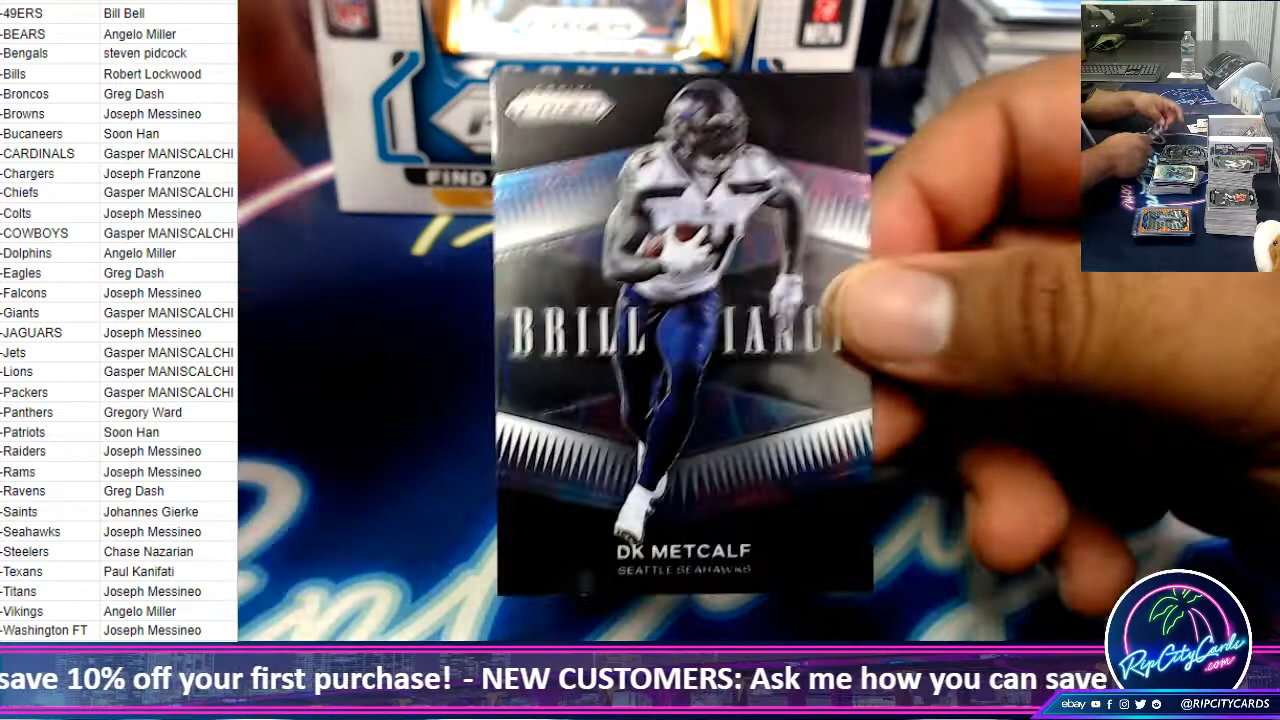 -49ERS Bill Bell
-BEARS Angelo Miller
-Bengals steven pidcock
-Bills Robert Lockwood
-Broncos Greg Dash
-Browns Joseph Messineo
-Bucaneers Soon Han
-CARDINALS Gasper MANISCALCHI
-Chargers Joseph Franzone
-Chiefs Gasper MANISCALCHI
-Colts Joseph Messineo
-COWBOYS Gasper MANISCALCHI
-Dolphins Angelo Miller
-Eagles Greg Dash
-Falcons Joseph Messineo
-Giants Gasper MANISCALCHI
-JAGUARS Joseph Messineo
-Jets Gasper MANISCALCHI
-Lions Gasper MANISCALCHI
-Packers Gasper MANISCALCHI
-Panthers Gregory Ward
-Patriots Soon Han
-Raiders Joseph Messineo
-Rams Joseph Messineo
-Ravens Greg Dash
-Saints Johannes Gierke
-Seahawks Joseph Messineo
-Steelers Chase Nazarian
-Texans Paul Kanifati
-Titans Joseph Messineo
-Vikings Angelo Miller
-Washington FT Joseph Messineo
FIND
BRILLIANC
DK METCALF
SEATTLE SEAHAWKS
save 10% off your first purchase! - NEW CUSTOMERS: Ask me how you can save
RipCityCards
.com
ebay @RIPCITYCARDS